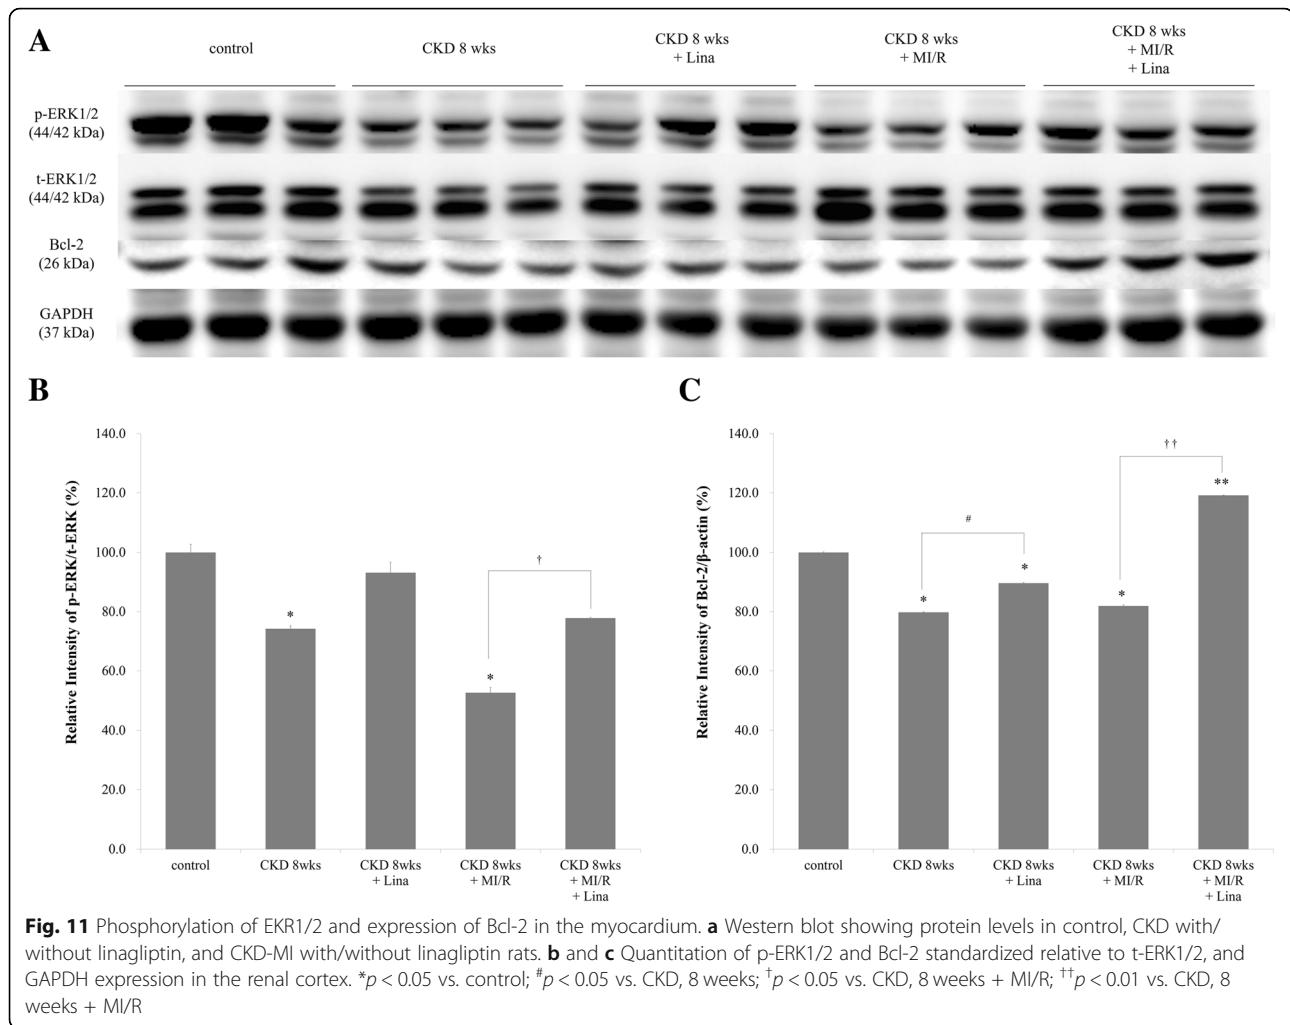 A
control
CKD 8 wks
CKD 8 wks
+ Lina
CKD 8 wks
+ MI/R
CKD 8 wks
+ MI/R
+ Lina
p-ERK1/2
(44/42 kDa)
t-ERK1/2
(44/42 kDa)
Bcl-2
(26 kDa)
GAPDH
(37 kDa)
B
Relative Intensity of p-ERK/t-ERK (%)
140.0
120.0
100.0
80.0
60.0
40.0
20.0
0.0
*
*
†
control
CKD 8wks
CKD 8wks
+ Lina
CKD 8wks
+ MI/R
CKD 8wks
+ MI/R
+ Lina
C
Relative Intensity of Bcl-2/β-actin (%)
140.0
120.0
100.0
80.0
60.0
40.0
20.0
0.0
*
#
*
*
††
**
control
CKD 8wks
CKD 8wks
+ Lina
CKD 8wks
+ MI/R
CKD 8wks
+ MI/R
+ Lina
Fig. 11 Phosphorylation of EKR1/2 and expression of Bcl-2 in the myocardium. a Western blot showing protein levels in control, CKD with/
without linagliptin, and CKD-MI with/without linagliptin rats. b and c Quantitation of p-ERK1/2 and Bcl-2 standardized relative to t-ERK1/2, and
GAPDH expression in the renal cortex. *p < 0.05 vs. control; #p < 0.05 vs. CKD, 8 weeks; †p < 0.05 vs. CKD, 8 weeks + MI/R; ††p < 0.01 vs. CKD, 8
weeks + MI/R